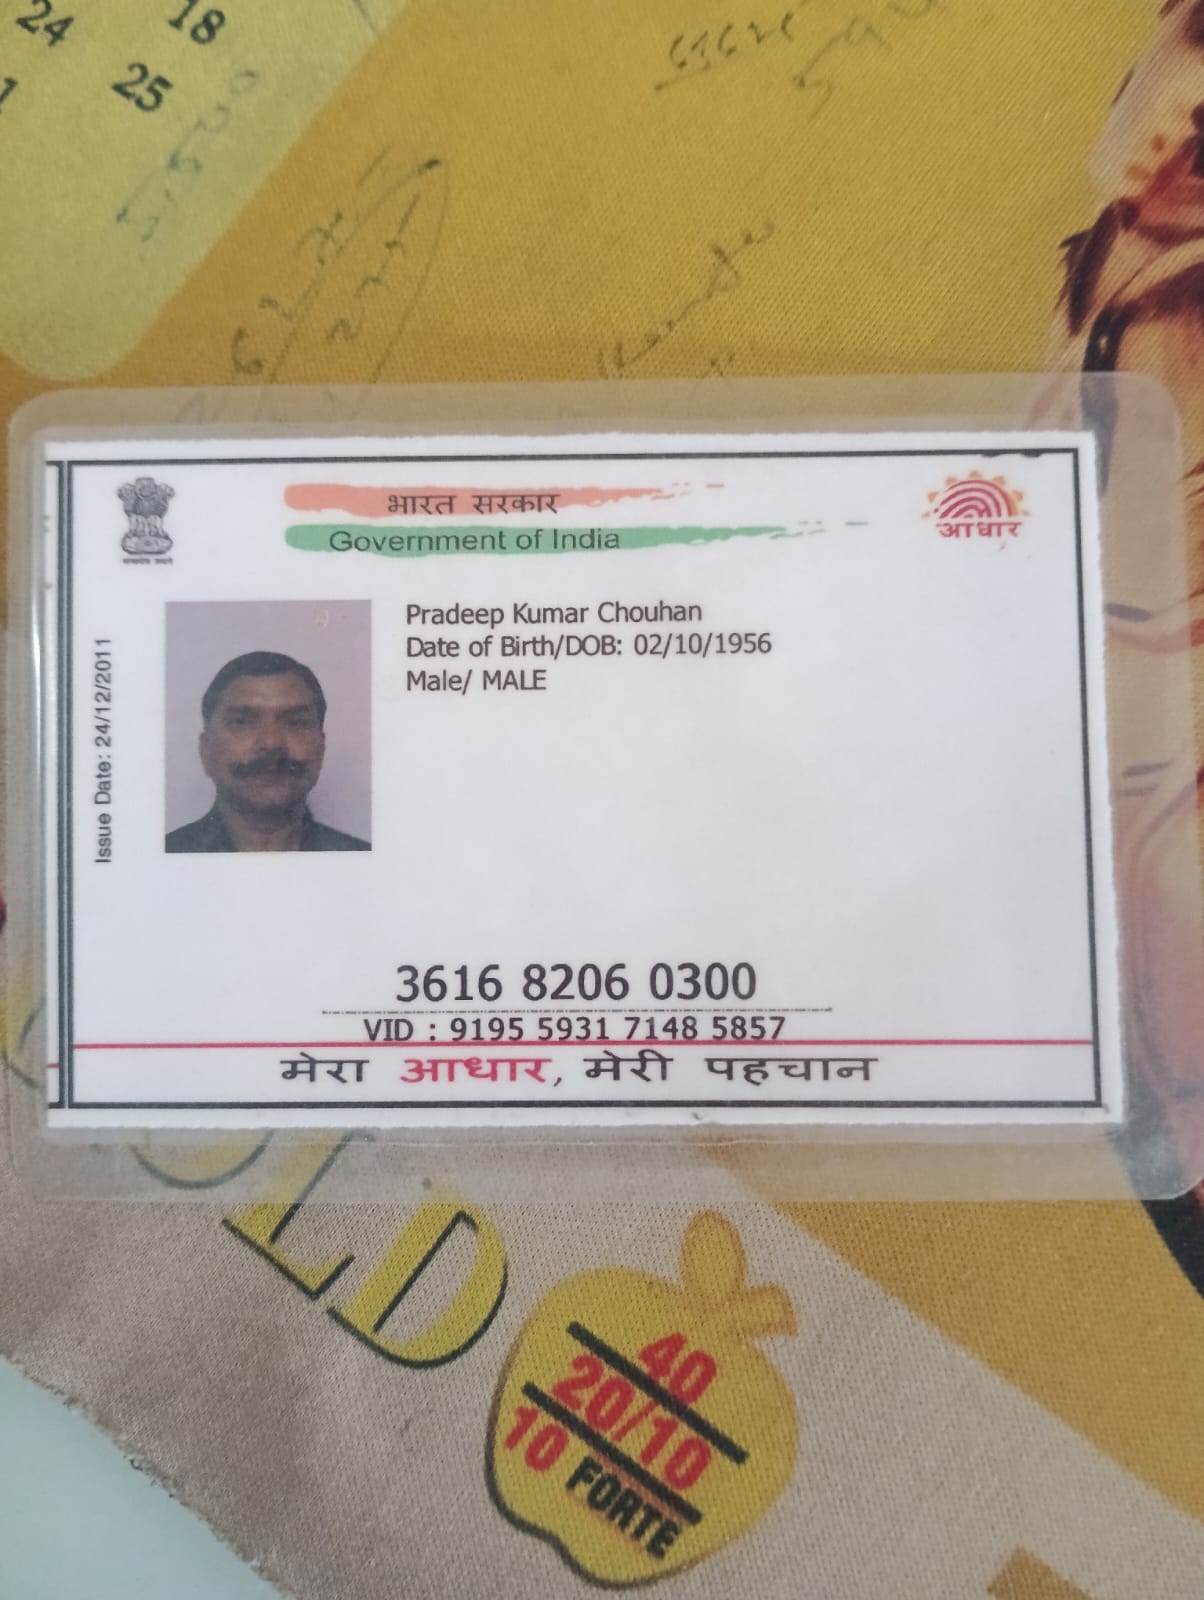 24
18
25
भारत सरकार
Government of India
आधार
Issue Date: 24/12/2011
Pradeep Kumar Chouhan
Date of Birth/DOB: 02/10/1956
Male/ MALE
3616 8206 0300
VID : 9195 5931 7148 5857
मेरा आधार, मेरी पहचान
40
20/10
10 FORTE